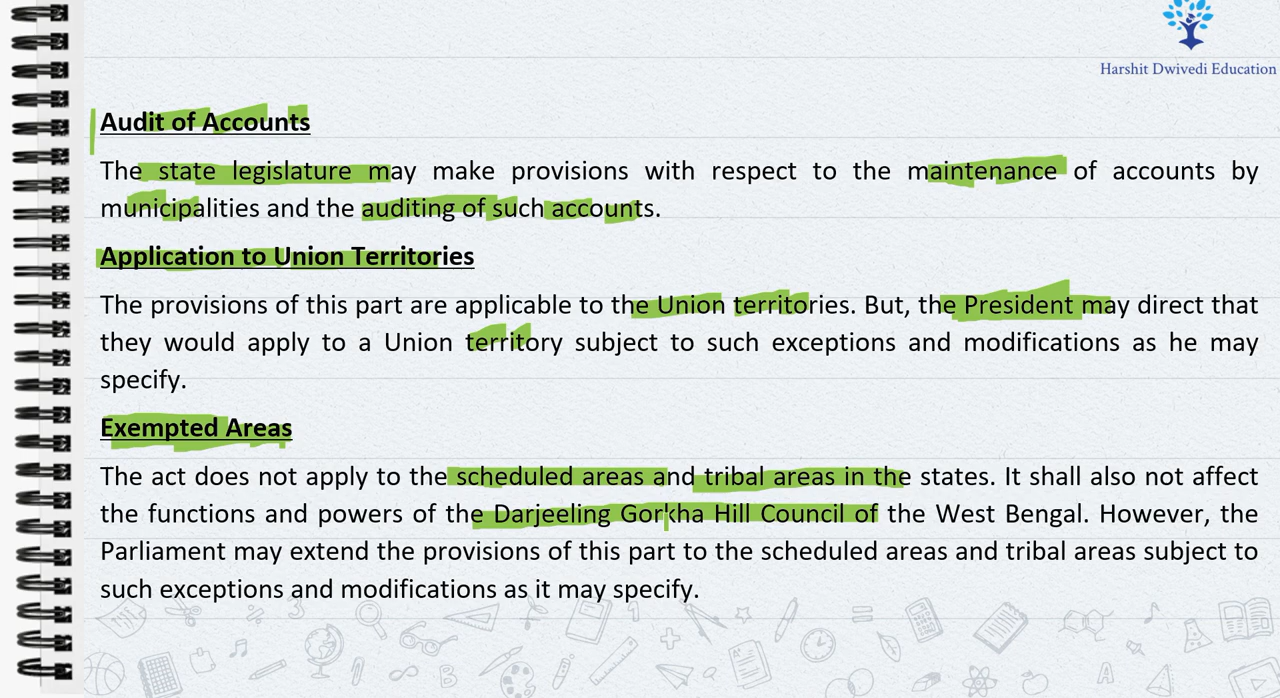 Harshit Dwivedi Education
Audit of Accounts
The state legislature may make provisions with respect to the maintenance of accounts by
municipalities and the auditing of such accounts.
Application to Union Territories
The provisions of this part are applicable to the Union territories. But, the President may direct that
they would apply to a Union territory subject to such exceptions and modifications as he may
specify.
Exempted Areas
The act does not apply to the scheduled areas and tribal areas in the states. It shall also not affect
the functions and powers of the Darjeeling Gorkha Hill Council of the West Bengal. However, the
Parliament may extend the provisions of this part to the scheduled areas and tribal areas subject to
such exceptions and modifications as it may specify.